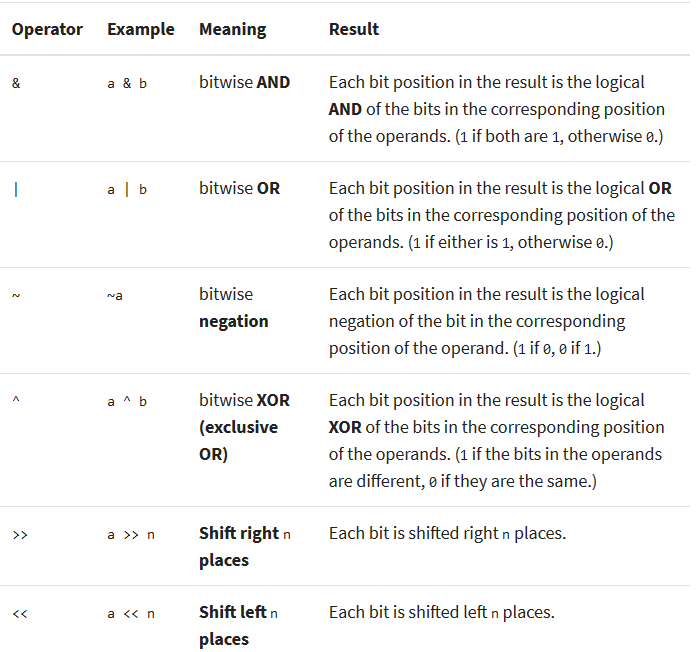 Operator Example Meaning Result
& a & b bitwise AND Each bit position in the result is the logical
AND of the bits in the corresponding position
of the operands. (1 if both are 1, otherwise 0.)
| a | b bitwise OR Each bit position in the result is the logical OR
of the bits in the corresponding position of the
operands. (1 if either is 1, otherwise 0.)
~ ~a bitwise Each bit position in the result is the logical
negation negation of the bit in the corresponding
position of the operand. (1 if 0, 0 if 1.)
^ a ^ b bitwise XOR Each bit position in the result is the logical
(exclusive XOR of the bits in the corresponding position
OR) of the operands. (1 if the bits in the operands
are different, 0 if they are the same.)
>> a >> n Shift right n Each bit is shifted right n places.
places
<< a << n Shift left n Each bit is shifted left n places.
places